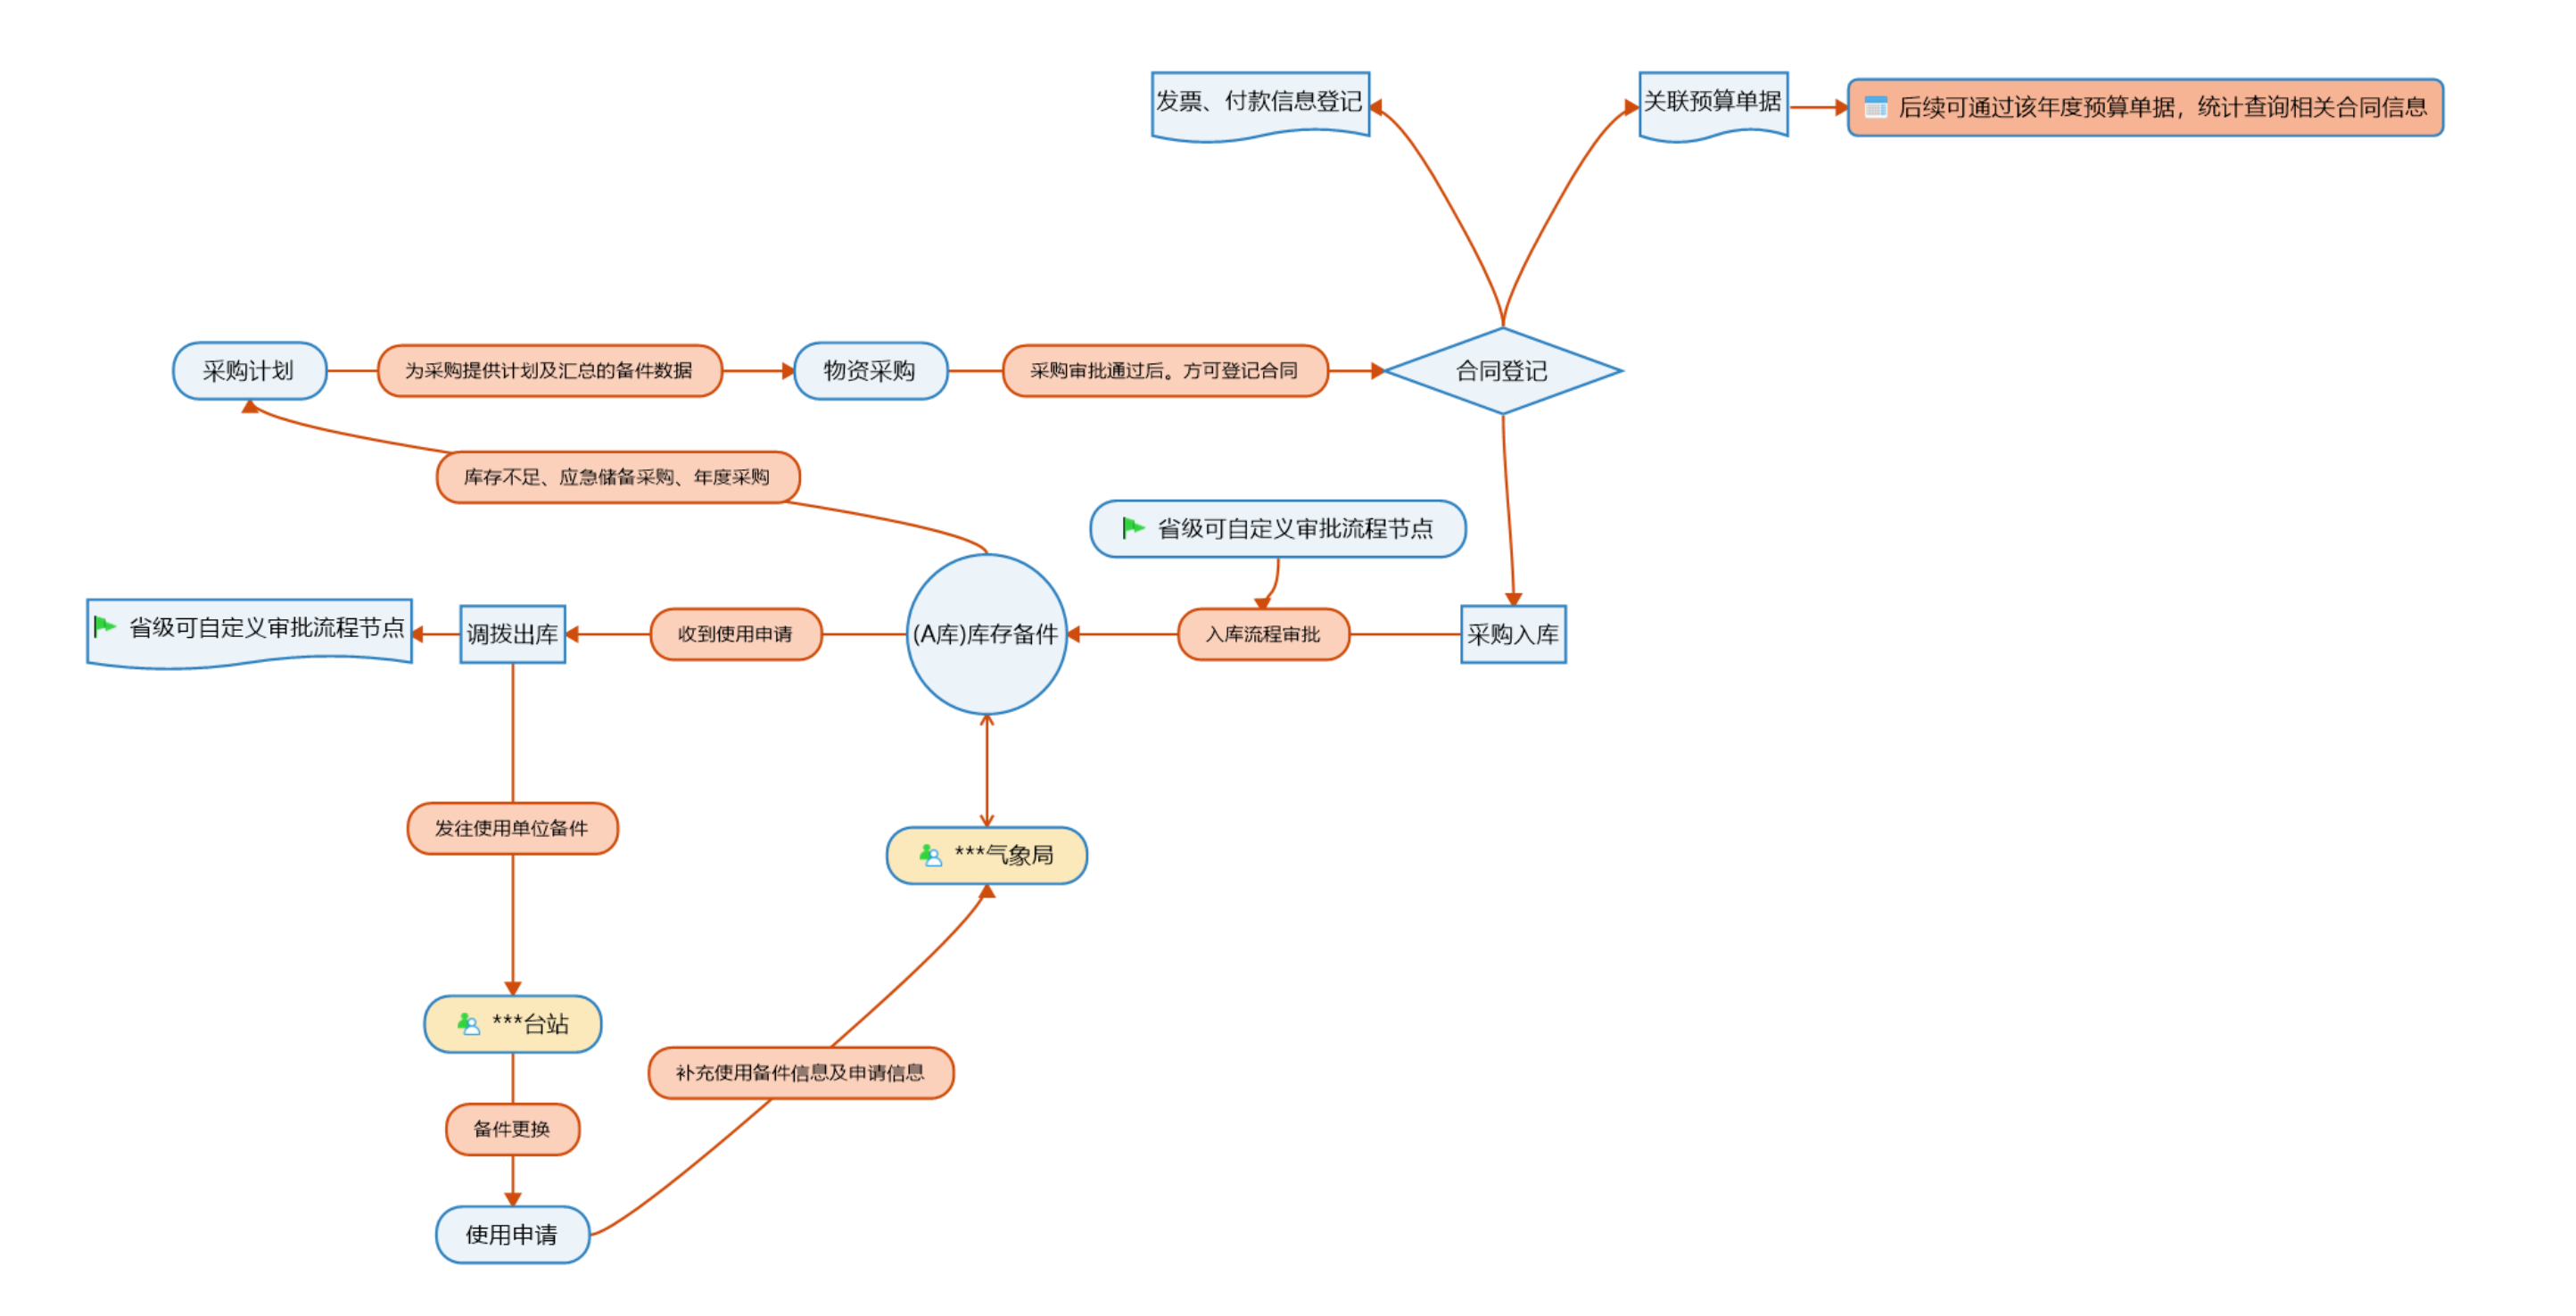 发票、付款信息登记
关联预算单据
后续可通过该年度预算单据，统计查询相关合同信息
采购计划
为采购提供计划及汇总的备件数据
物资采购
采购审批通过后。方可登记合同
合同登记
库存不足、应急储备采购、年度采购
省级可自定义审批流程节点
省级可自定义审批流程节点
调拨出库
收到使用申请
(A库)库存备件
入库流程审批
采购入库
发往使用单位备件
***气象局
***台站
补充使用备件信息及申请信息
备件更换
使用申请